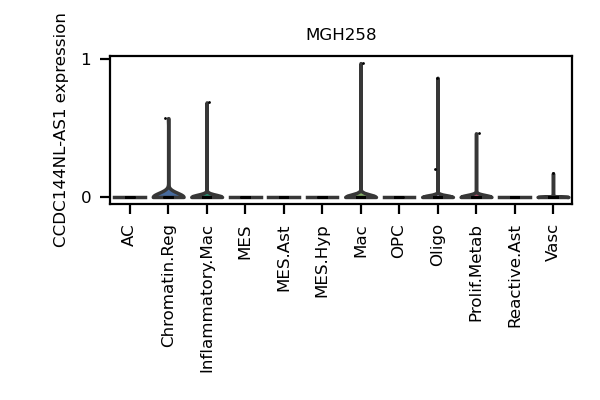 MGH258
CCDC144NL-AS1 expression
1
0
AC
Chromatin.Reg
Inflammatory.Mac
MES
MES.Ast
MES.Hyp
Mac
OPC
Oligo
Prolif.Metab
Reactive.Ast
Vasc